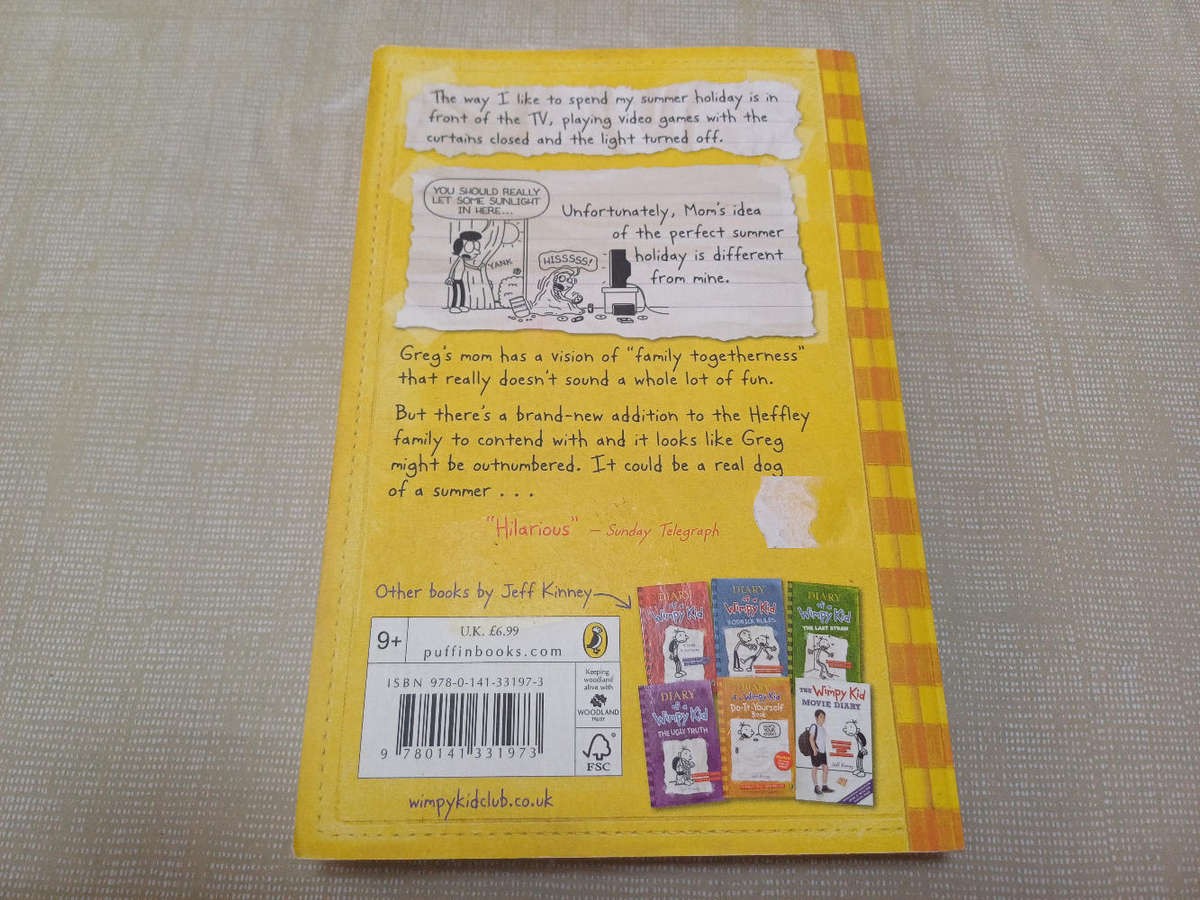 The way I like to spend my summer holiday is in
front of the TV, playing video games with the
curtains closed and the light turned off.
YOU SHOULD REALLY
LET SOME SUNLIGHT
IN HERE...
YANK
HISSSSS!
Unfortunately, Mom's idea
of the perfect summer
holiday is different
from mine.
Greg's mom has a vision of "family togetherness"
that really doesn't sound a whole lot of fun.
But there's a brand-new addition to the Heffley
family to contend with and it looks like Greg
might be outnumbered. It could be a real dog
of a summer . . .
"Hilarious" – Sunday Telegraph
Other books by Jeff Kinney
9+
U.K. £6.99
puffinbooks.com
ISBN 978-0-141-33197-3
9 780141 331973
Keeping
woodland
alive with
WOODLAND
TRUST
FSC
wimpykidclub.co.uk
DIARY
of a
Wimpy Kid
DIARY
of a
Wimpy Kid
RODRICK RULES
DIARY
of a
Wimpy Kid
THE LAST STRAW
DIARY
of a
Wimpy Kid
THE UGLY TRUTH
DIARY
of a Wimpy Kid
Do-It-Yourself
Book
THE Wimpy Kid
MOVIE DIARY